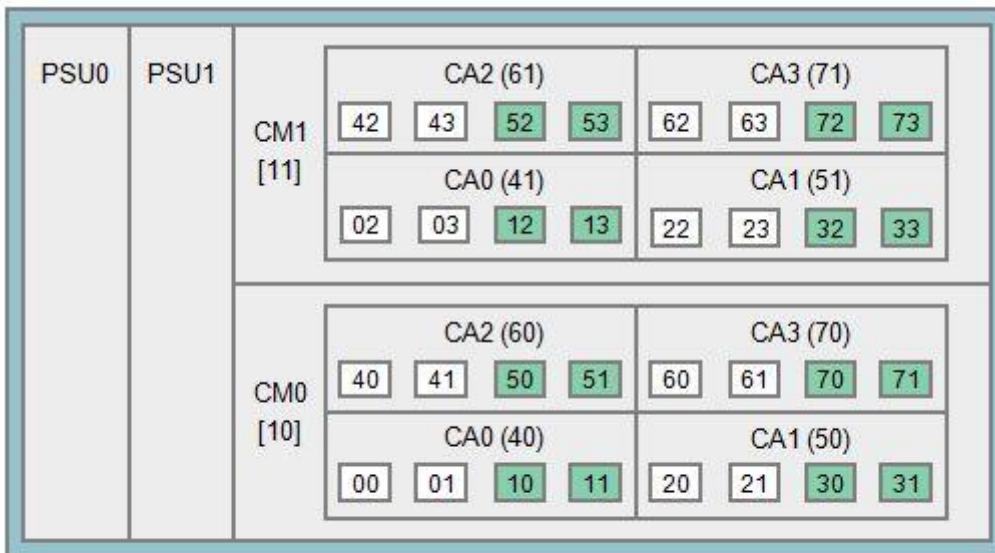 PSU0 PSU1
CM1
[11]
CA2 (61) CA3 (71)
42 43 52 53 62 63 72 73
CA0 (41) CA1 (51)
02 03 12 13 22 23 32 33
CM0
[10]
CA2 (60) CA3 (70)
40 41 50 51 60 61 70 71
CA0 (40) CA1 (50)
00 01 10 11 20 21 30 31